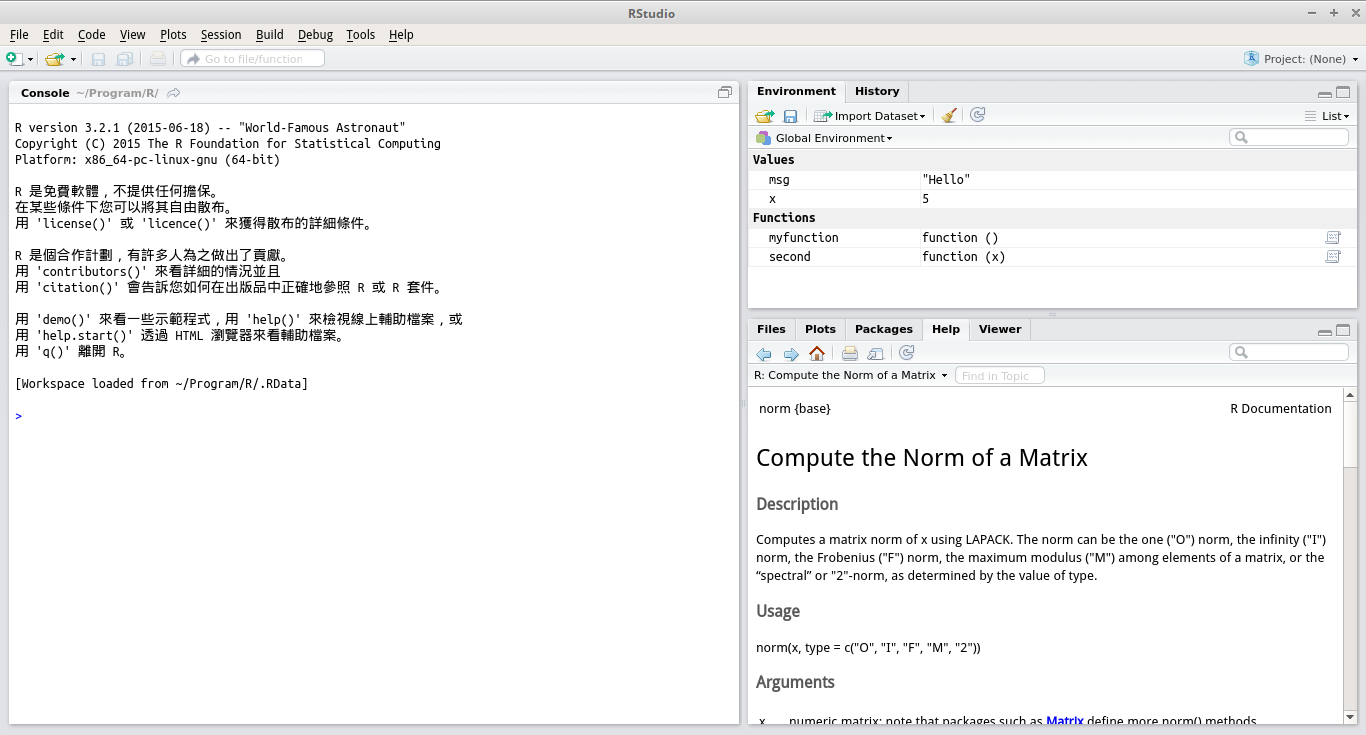 RStudio
File Edit Code View Plots Session Build Debug Tools Help
Go to file/function
Project: (None)
Console ~/Program/R/
R version 3.2.1 (2015-06-18) -- "World-Famous Astronaut"
Copyright (C) 2015 The R Foundation for Statistical Computing
Platform: x86_64-pc-linux-gnu (64-bit)
R 是免費軟體，不提供任何擔保。
在某些條件下您可以將其自由散布。
用 'license()' 或 'licence()' 來獲得散布的詳細條件。
R 是個合作計劃，有許多人為之做出了貢獻。
用 'contributors()' 來看詳細的情況並且
用 'citation()' 會告訴您如何在出版品中正確地參照 R 或 R 套件。
用 'demo()' 來看一些示範程式，用 'help()' 來檢視線上輔助檔案，或
用 'help.start()' 透過 HTML 瀏覽器來看輔助檔案。
用 'q()' 離開 R。
[Workspace loaded from ~/Program/R/.RData]
>
Environment History
Import Dataset List
Global Environment
Values
msg "Hello"
x 5
Functions
myfunction function ()
second function (x)
Files Plots Packages Help Viewer
R: Compute the Norm of a Matrix Find in Topic
norm {base} R Documentation
Compute the Norm of a Matrix
Description
Computes a matrix norm of x using LAPACK. The norm can be the one ("O") norm, the infinity ("I")
norm, the Frobenius ("F") norm, the maximum modulus ("M") among elements of a matrix, or the
“spectral” or "2"-norm, as determined by the value of type.
Usage
norm(x, type = c("O", "I", "F", "M", "2"))
Arguments
x numeric matrix; note that packages such as Matrix define more norm() methods.